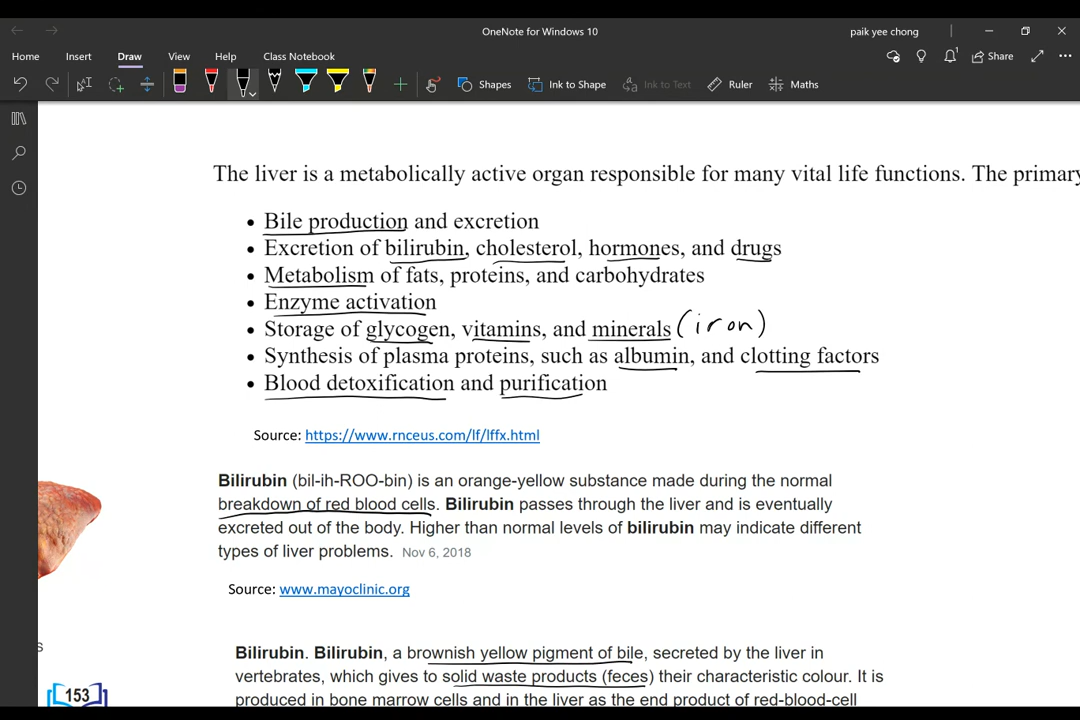 OneNote for Windows 10
paik yee chong
Home Insert Draw View Help Class Notebook
1 Share
Shapes Ink to Shape Ink to Text Ruler Maths
The liver is a metabolically active organ responsible for many vital life functions. The primary
• Bile production and excretion
• Excretion of bilirubin, cholesterol, hormones, and drugs
• Metabolism of fats, proteins, and carbohydrates
• Enzyme activation
• Storage of glycogen, vitamins, and minerals (iron)
• Synthesis of plasma proteins, such as albumin, and clotting factors
• Blood detoxification and purification
Source: https://www.rnceus.com/lf/lffx.html
Bilirubin (bil-ih-ROO-bin) is an orange-yellow substance made during the normal
breakdown of red blood cells. Bilirubin passes through the liver and is eventually
excreted out of the body. Higher than normal levels of bilirubin may indicate different
types of liver problems. Nov 6, 2018
Source: www.mayoclinic.org
s
153
Bilirubin. Bilirubin, a brownish yellow pigment of bile, secreted by the liver in
vertebrates, which gives to solid waste products (feces) their characteristic colour. It is
produced in bone marrow cells and in the liver as the end product of red-blood-cell